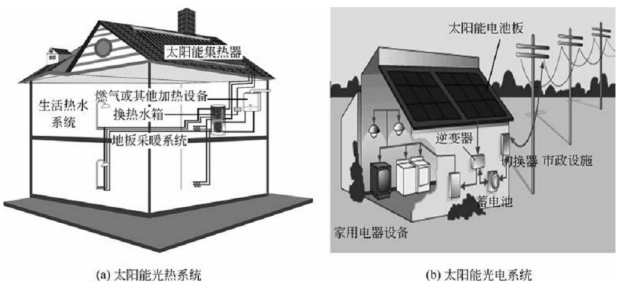 太阳能集热器
生活热水
系统
燃气或其他加热设备
换热水箱
地板采暖系统
(a) 太阳能光热系统
太阳能电池板
逆变器
切换器 市政设施
蓄电池
家用电器设备
(b) 太阳能光电系统